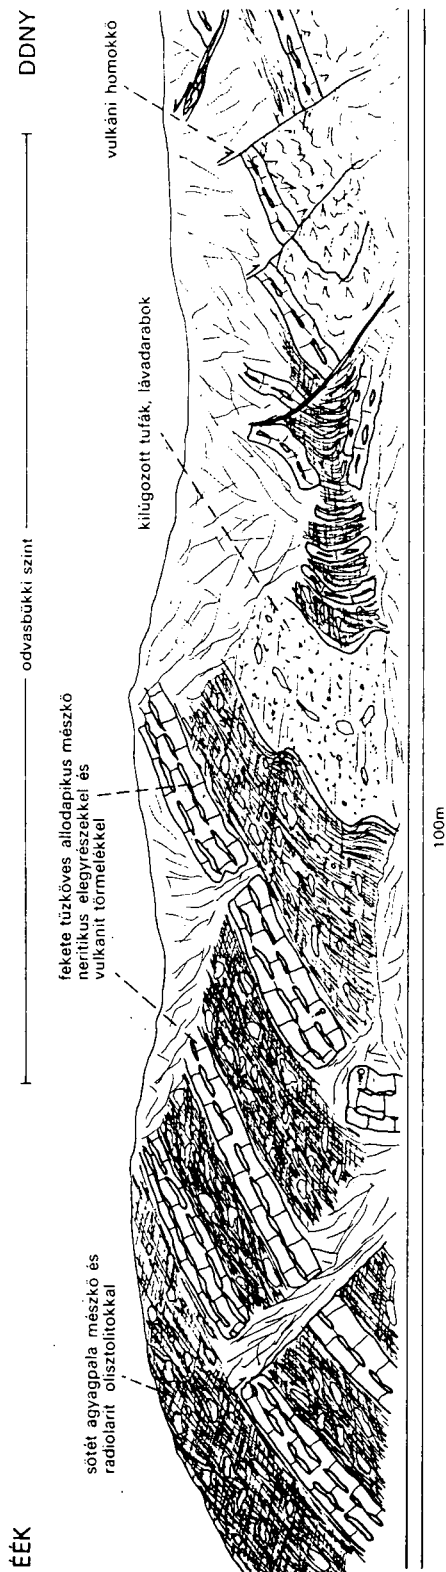 ÉÉK
DDNY
odvasbükki szint
sötét agyagpala mészkő és
radiolarit olisztolitokkal
fekete tűzköves allodapikus mészkő
neritikus elegyrészekkel és
vulkanit törmelékkel
kilúgozott tufák, lávadarabok
vulkáni homokkő
100m